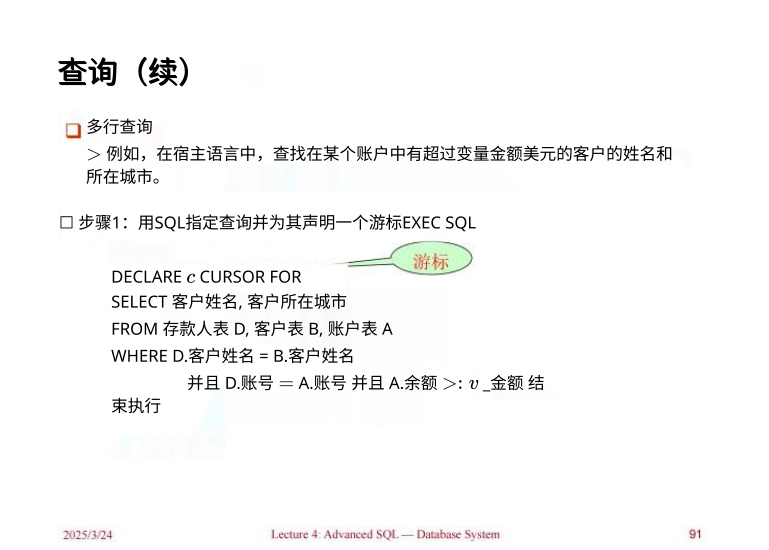 查询（续）
❑ 多行查询
> 例如，在宿主语言中，查找在某个账户中有超过变量金额美元的客户的姓名和
所在城市。
☐ 步骤1：用SQL指定查询并为其声明一个游标EXEC SQL
游标
DECLARE c CURSOR FOR
SELECT 客户姓名, 客户所在城市
FROM 存款人表 D, 客户表 B, 账户表 A
WHERE D.客户姓名 = B.客户姓名
并且 D.账号 = A.账号 并且 A.余额 >: v _金额 结
束执行
2025/3/24
Lecture 4: Advanced SQL — Database System
91